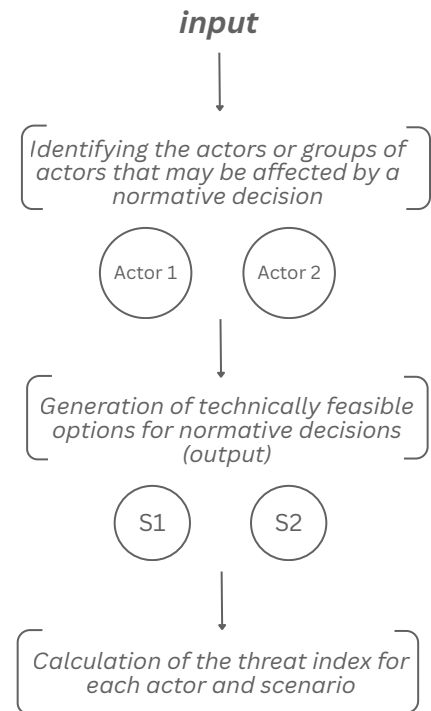 input
Identifying the actors or groups of
actors that may be affected by a
normative decision
Actor 1
Actor 2
Generation of technically feasible
options for normative decisions
(output)
S1
S2
Calculation of the threat index for
each actor and scenario